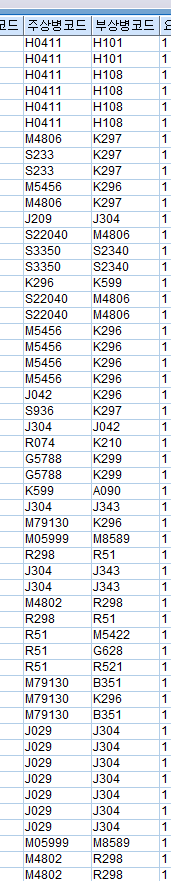 코드 주상병코드 부상병코드 요
H0411 H101 1
H0411 H101 1
H0411 H108 1
H0411 H108 1
H0411 H108 1
H0411 H108 1
M4806 K297 1
S233 K297 1
S233 K297 1
M5456 K296 1
M4806 K297 1
J209 J304 1
S22040 M4806 1
S3350 S2340 1
S3350 S2340 1
K296 K599 1
S22040 M4806 1
S22040 M4806 1
M5456 K296 1
M5456 K296 1
M5456 K296 1
M5456 K296 1
J042 K296 1
S936 K297 1
J304 J042 1
R074 K210 1
G5788 K299 1
G5788 K299 1
K599 A090 1
J304 J343 1
M79130 K296 1
M05999 M8589 1
R298 R51 1
J304 J343 1
J304 J343 1
M4802 R298 1
R298 R51 1
R51 M5422 1
R51 G628 1
R51 R521 1
M79130 B351 1
M79130 K296 1
M79130 B351 1
J029 J304 1
J029 J304 1
J029 J304 1
J029 J304 1
J029 J304 1
J029 J304 1
J029 J304 1
M05999 M8589 1
M4802 R298 1
M4802 R298 1